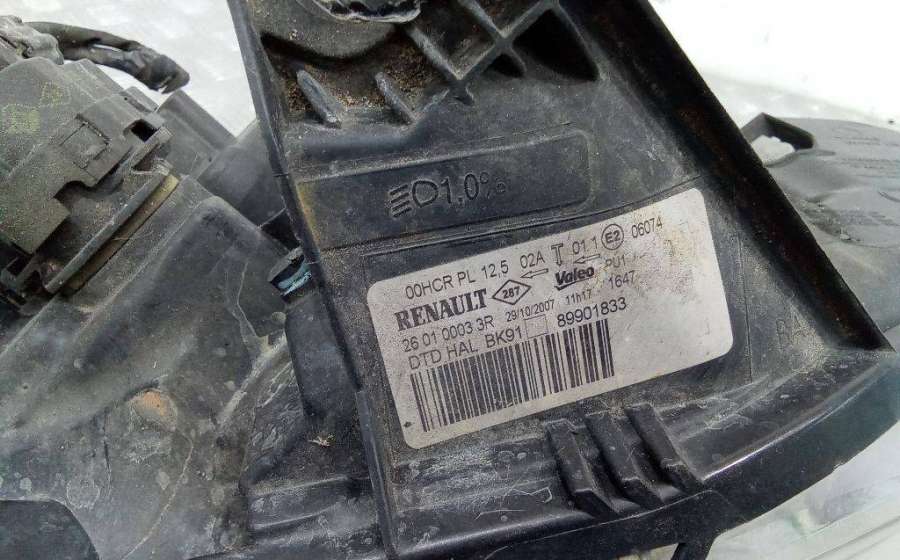 1,0%
00HCR PL 12,5 02A T 01 1 E2 06074
RENAULT 287 Valeo PU1
26 01 0003 3R 29/10/2007 11h17 1647
DTD HAL BK91 89901833